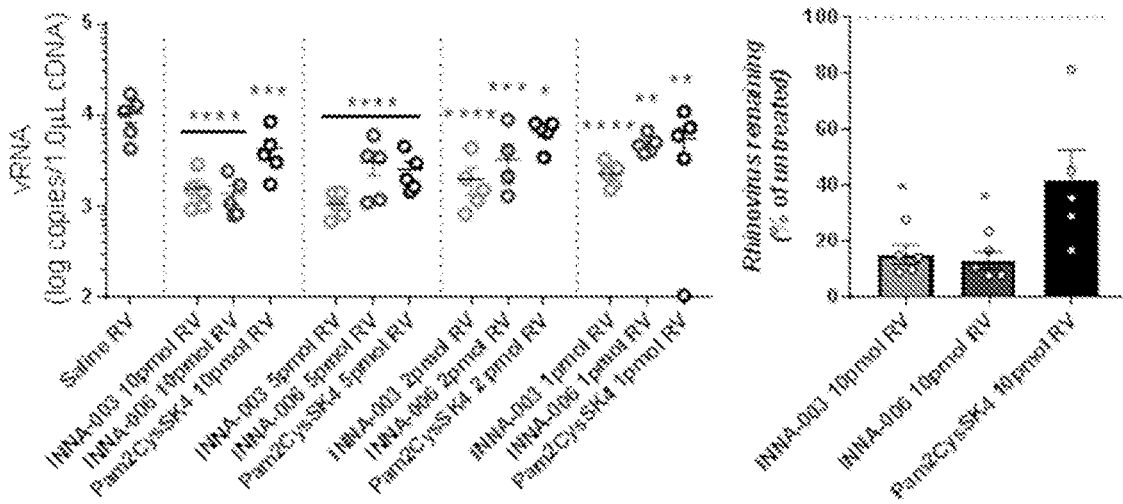 vRNA
(log copies/1.0µL cDNA)
5
4
3
2
****
***
****
****
***
*
****
**
**
Saline RV
INNA-003 10pmol RV
INNA-006 10pmol RV
Pam2CysSK4 10pmol RV
INNA-003 5pmol RV
INNA-006 5pmol RV
Pam2CysSK4 5pmol RV
INNA-003 2pmol RV
INNA-006 2pmol RV
Pam2CysSK4 2 pmol RV
INNA-003 1pmol RV
INNA-006 1pmol RV
Pam2CysSK4 1pmol RV
Rhinovirus remaining
(% of untreated)
100
80
60
40
20
0
INNA-003 10pmol RV
INNA-006 10pmol RV
Pam2CysSK4 10pmol RV